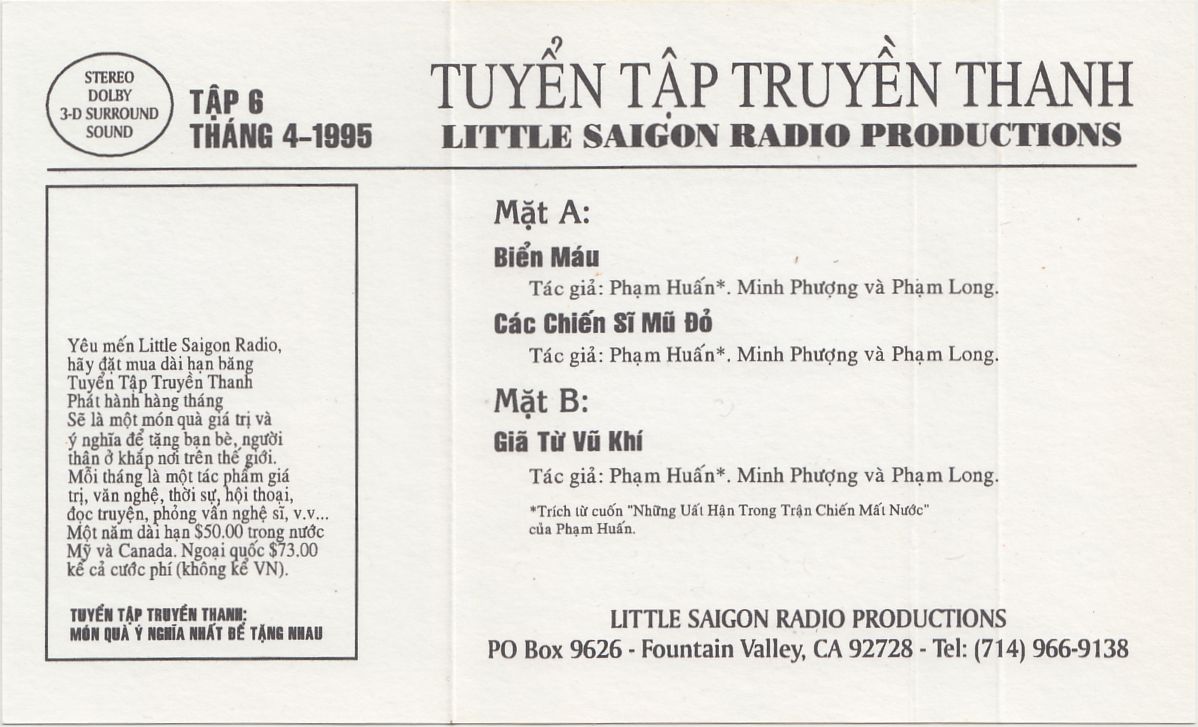 STEREO
DOLBY
3-D SURROUND
SOUND
TẬP 6
THÁNG 4-1995
TUYỂN TẬP TRUYỀN THANH
LITTLE SAIGON RADIO PRODUCTIONS
Yêu mến Little Saigon Radio,
hãy đặt mua dài hạn băng
Tuyển Tập Truyền Thanh
Phát hành hàng tháng
Sẽ là một món quà giá trị và
ý nghĩa để tặng bạn bè, người
thân ở khắp nơi trên thế giới.
Mỗi tháng là một tác phẩm giá
trị, văn nghệ, thời sự, hội thoại,
đọc truyện, phỏng vấn nghệ sĩ, v.v...
Một năm dài hạn $50.00 trong nước
Mỹ và Canada. Ngoại quốc $73.00
kể cả cước phí (không kể VN).
TUYỂN TẬP TRUYỀN THANH:
MÓN QUÀ Ý NGHĨA NHẤT ĐỂ TẶNG NHAU
Mặt A:
Biển Máu
Tác giả: Phạm Huấn*. Minh Phượng và Phạm Long.
Các Chiến Sĩ Mũ Đỏ
Tác giả: Phạm Huấn*. Minh Phượng và Phạm Long.
Mặt B:
Giã Từ Vũ Khí
Tác giả: Phạm Huấn*. Minh Phượng và Phạm Long.
*Trích từ cuốn "Những Uất Hận Trong Trận Chiến Mất Nước"
của Phạm Huấn.
LITTLE SAIGON RADIO PRODUCTIONS
PO Box 9626 - Fountain Valley, CA 92728 - Tel: (714) 966-9138